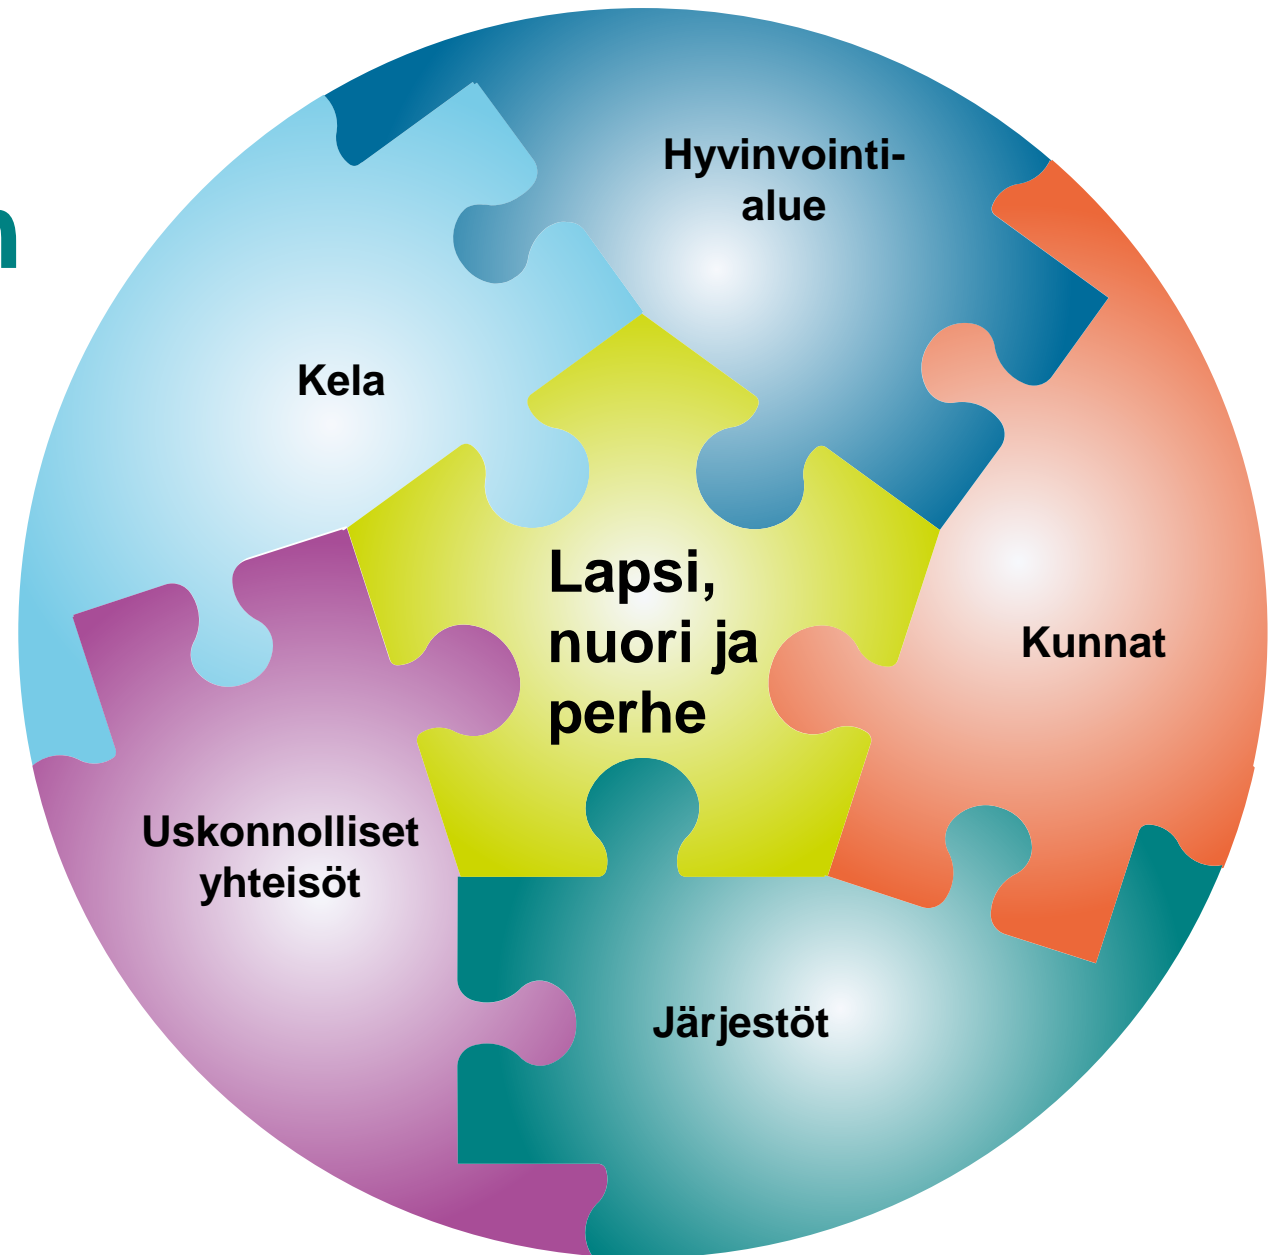 Hyvinvointi-
alue
n
Kela
Lapsi,
nuori ja
perhe
Kunnat
Uskonnolliset
yhteisöt
Järjestöt